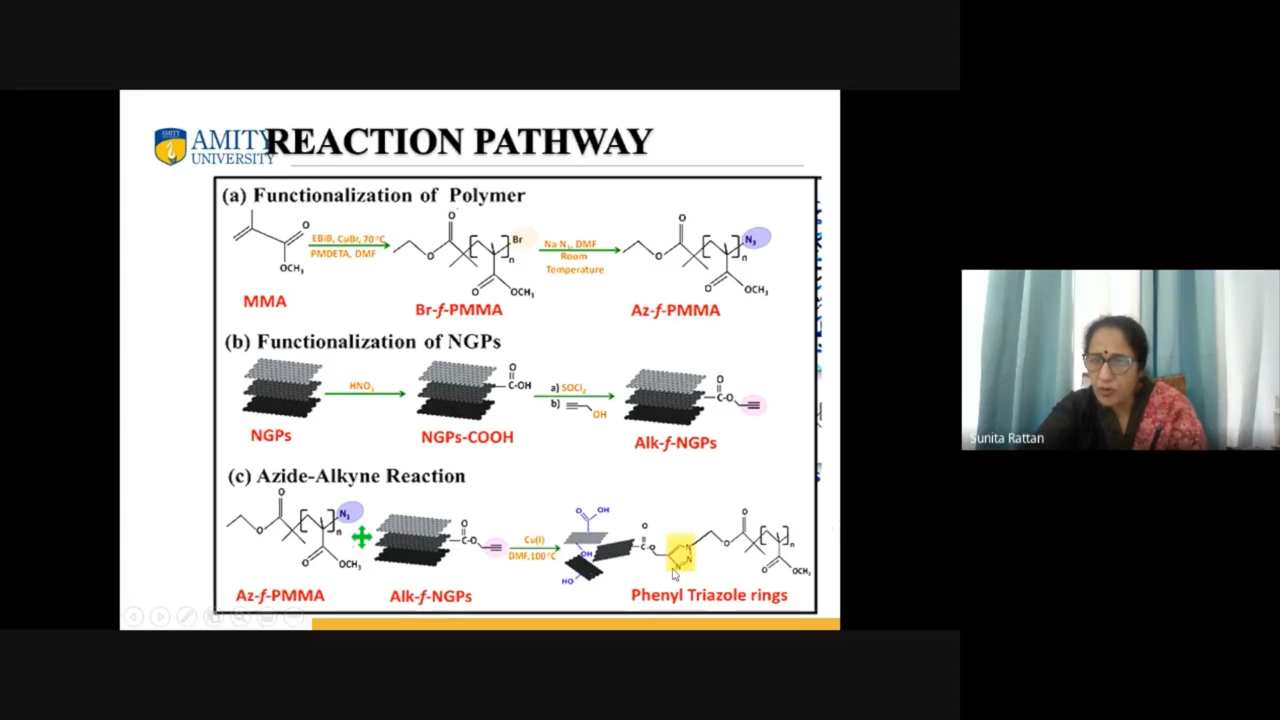 AMITY
AMITY
UNIVERSITY
REACTION PATHWAY
(a) Functionalization of Polymer
O
OCH3
EBiB, CuBr, 70 °C
PMDETA, DMF
O
O
Br
n
O
OCH3
Na N3, DMF
Room
Temperature
O
O
N3
n
O
OCH3
MMA
Br-f-PMMA
Az-f-PMMA
(b) Functionalization of NGPs
HNO3
O
C-OH
a) SOCl2
b)
OH
O
C-O
NGPs
NGPs-COOH
Alk-f-NGPs
(c) Azide-Alkyne Reaction
O
O
N3
n
O
OCH3
O
C-O
Cu(I)
DMF,100°C
O
OH
OH
HO
O
C-O
N
N
N
O
O
n
O
OCH3
Az-f-PMMA
Alk-f-NGPs
Phenyl Triazole rings
Sunita Rattan